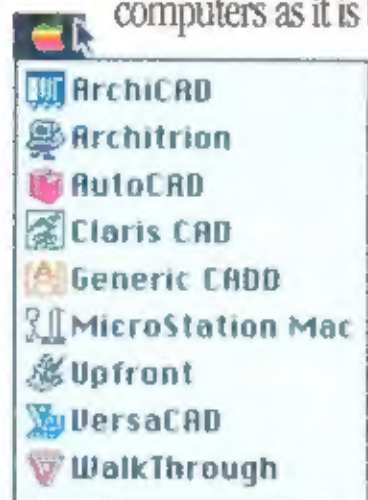 computers as it is
ArchiCAD
Architrion
AutoCAD
Claris CAD
Generic CADD
MicroStation Mac
Upfront
VersaCAD
WalkThrough